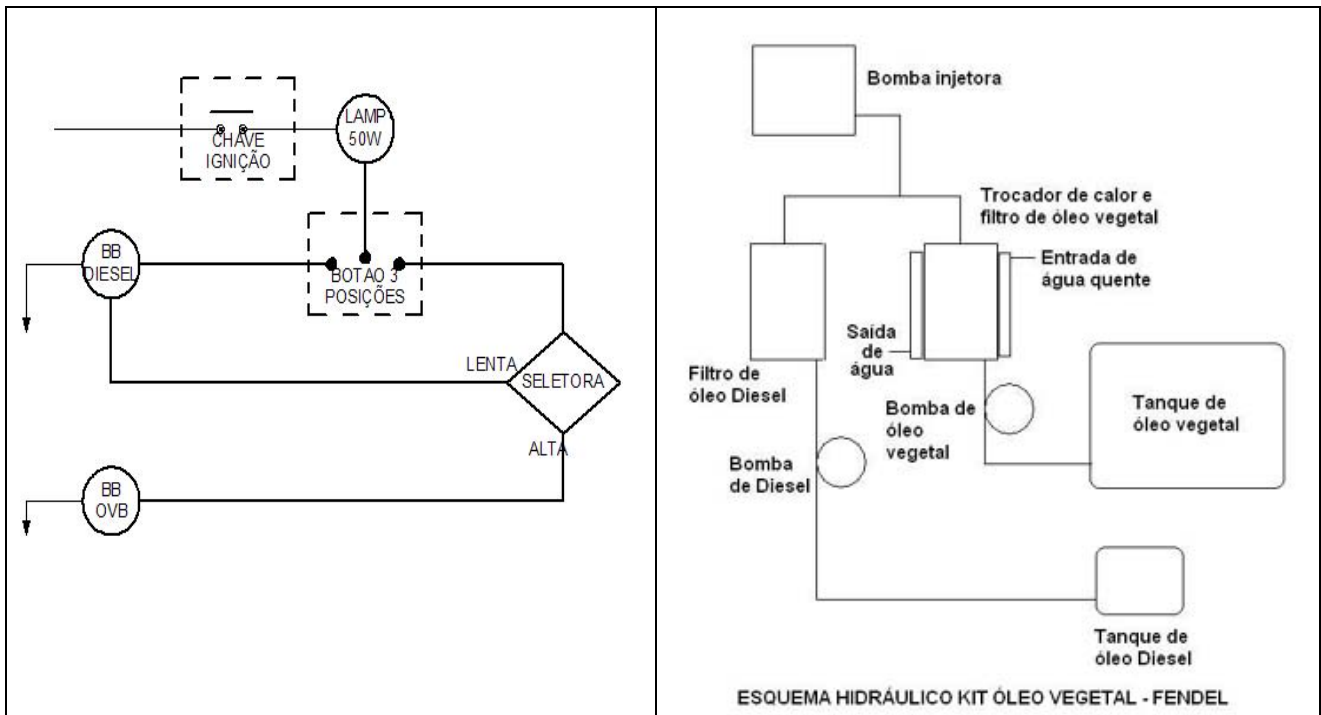 CHAVE
IGNIÇÃO
LAMP
50W
BB
DIESEL
BOTAO 3
POSIÇÕES
LENTA
SELETORA
ALTA
BB
OVB
Bomba injetora
Trocador de calor e
filtro de óleo vegetal
Entrada de
água quente
Saída
de
água
Filtro de
óleo Diesel
Bomba de
óleo
vegetal
Tanque de
óleo vegetal
Bomba
de Diesel
Tanque de
óleo Diesel
ESQUEMA HIDRÁULICO KIT ÓLEO VEGETAL - FENDEL